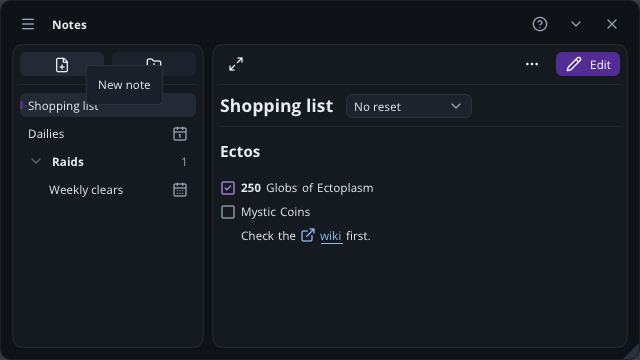 Notes
New note
Shopping list
Dailies
Raids 1
Weekly clears
Edit
Shopping list No reset
Ectos
250 Globs of Ectoplasm
Mystic Coins
Check the wiki first.